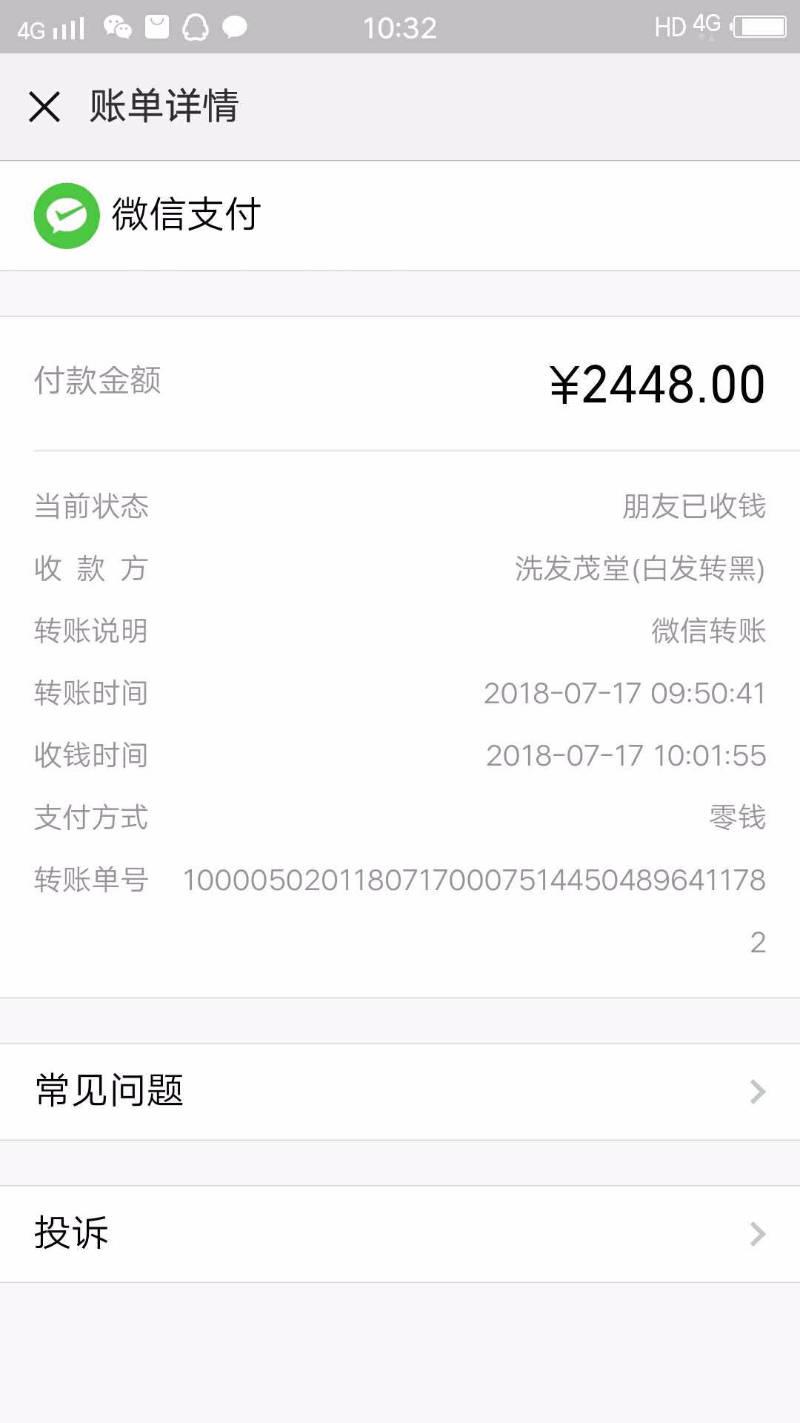 4G 10:32 HD 4G
账单详情
微信支付
付款金额 ¥2448.00
当前状态 朋友已收钱
收款方 洗发茂堂(白发转黑)
转账说明 微信转账
转账时间 2018-07-17 09:50:41
收钱时间 2018-07-17 10:01:55
支付方式 零钱
转账单号 10000502011807170007514450489641178
2
常见问题
投诉